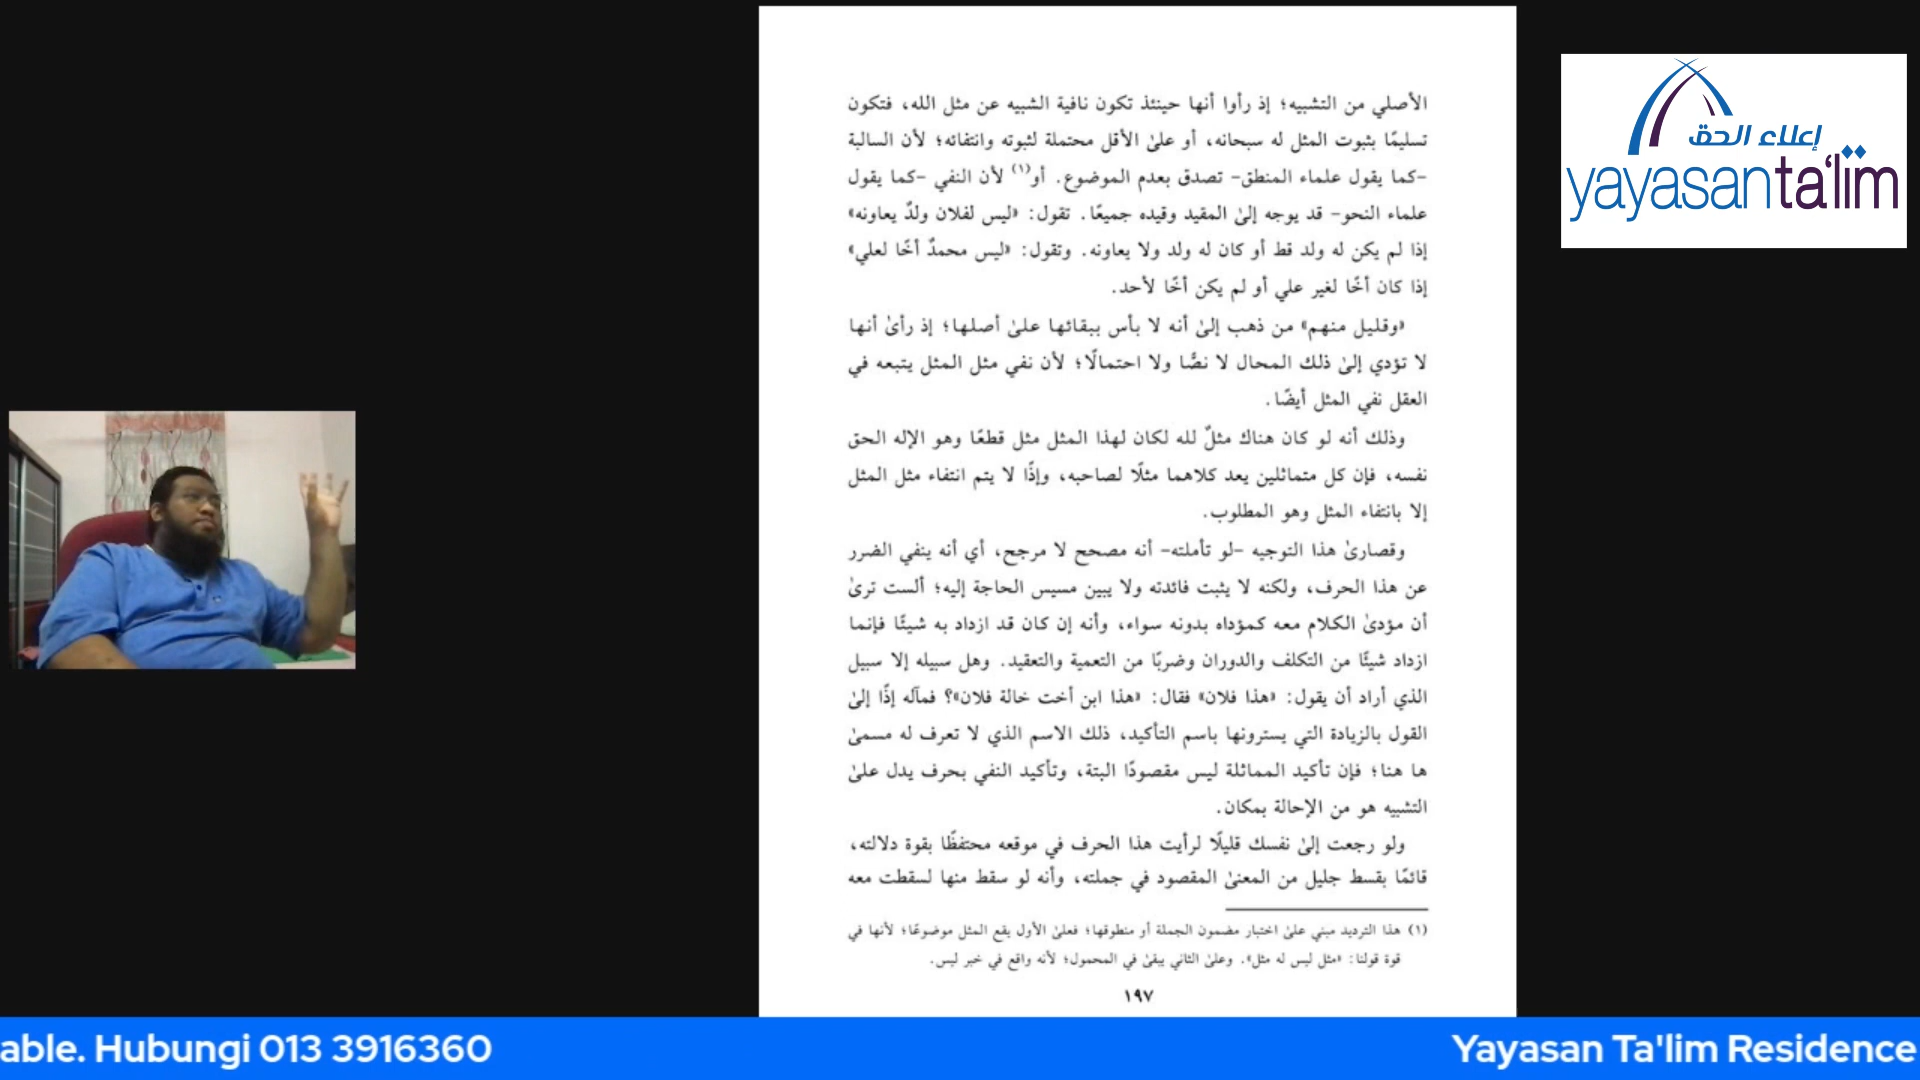 الأصلي من التشبيه؛ إذ رأوا أنها حينئذ تكون نافية الشبيه عن مثل الله، فتكون
تسليمًا بثبوت المثل له سبحانه، أو على الأقل محتملة لثبوته وانتفائه؛ لأن السالبة
-كما يقول علماء المنطق- تصدق بعدم الموضوع. أو(١) لأن النفي -كما يقول
علماء النحو- قد يوجه إلى المقيد وقيده جميعًا. تقول: «ليس لفلان ولدٌ يعاونه»
إذا لم يكن له ولد قط أو كان له ولد ولا يعاونه. وتقول: «ليس محمدٌ أخًا لعلي»
إذا كان أخًا لغير علي أو لم يكن أخًا لأحد.
«وقليل منهم» من ذهب إلى أنه لا بأس ببقائها على أصلها؛ إذ رأى أنها
لا تؤدي إلى ذلك المحال لا نصًّا ولا احتمالًا؛ لأن نفي مثل المثل يتبعه في
العقل نفي المثل أيضًا.
وذلك أنه لو كان هناك مثلٌ لله لكان لهذا المثل مثل قطعًا وهو الإله الحق
نفسه، فإن كل متماثلين يعد كلاهما مثلًا لصاحبه، وإذًا لا يتم انتفاء مثل المثل
إلا بانتفاء المثل وهو المطلوب.
وقصارى هذا التوجيه -لو تأملته- أنه مصحح لا مرجح، أي أنه ينفي الضرر
عن هذا الحرف، ولكنه لا يثبت فائدته ولا يبين مسيس الحاجة إليه؛ ألست ترى
أن مؤدى الكلام معه كمؤداه بدونه سواء، وأنه إن كان قد ازداد به شيئًا فإنما
ازداد شيئًا من التكلف والدوران وضربًا من التعمية والتعقيد. وهل سبيله إلا سبيل
الذي أراد أن يقول: «هذا فلان» فقال: «هذا ابن أخت خالة فلان»؟ فمآله إذًا إلى
القول بالزيادة التي يسترونها باسم التأكيد، ذلك الاسم الذي لا تعرف له مسمى
ها هنا؛ فإن تأكيد المماثلة ليس مقصودًا البتة، وتأكيد النفي بحرف يدل على
التشبيه هو من الإحالة بمكان.
ولو رجعت إلى نفسك قليلًا لرأيت هذا الحرف في موقعه محتفظًا بقوة دلالته،
قائمًا بقسط جليل من المعنى المقصود في جملته، وأنه لو سقط منها لسقطت معه
(١) هذا الترديد مبني على اختيار مضمون الجملة أو منطوقها؛ فعلى الأول يقع المثل موضوعًا؛ لأنها في
قوة قولنا: «مثل ليس له مثل». وعلى الثاني يبقى في المحمول؛ لأنه واقع في خبر ليس.
١٩٧
إعلاء الحق
yayasanta'lim
able. Hubungi 013 3916360
Yayasan Ta'lim Residence